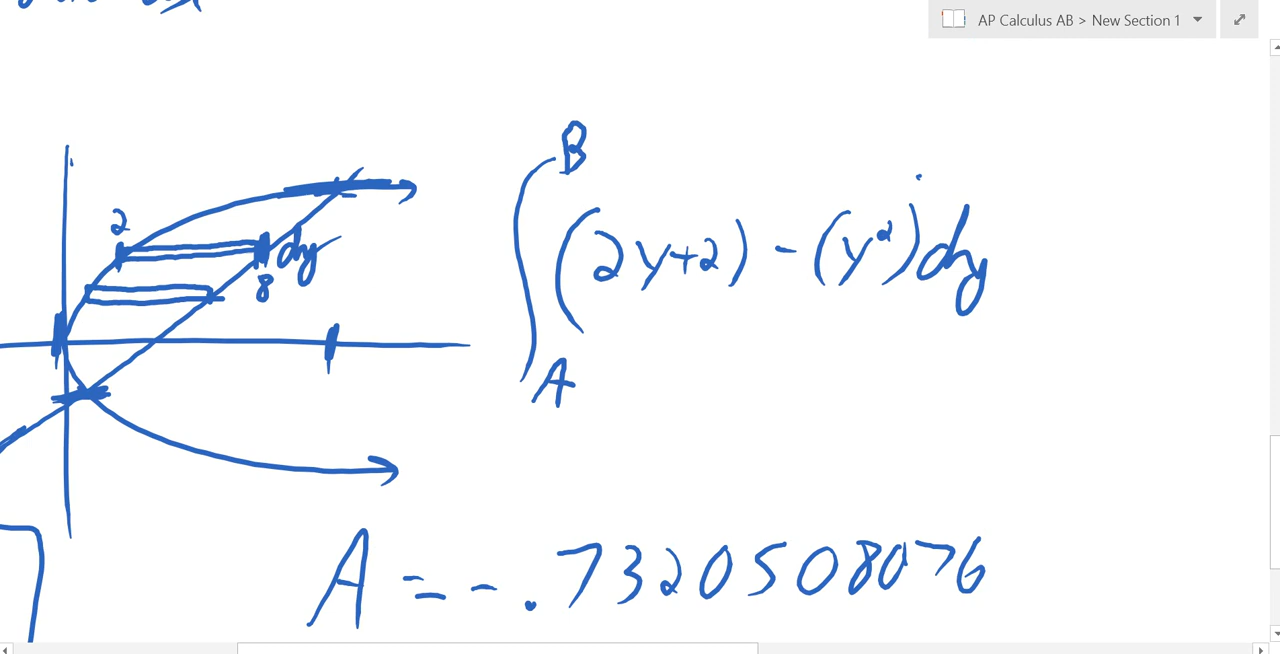 AP Calculus AB > New Section 1
B
2
dy
8
(2y+2) - (y²)dy
A
A = -.7320508076